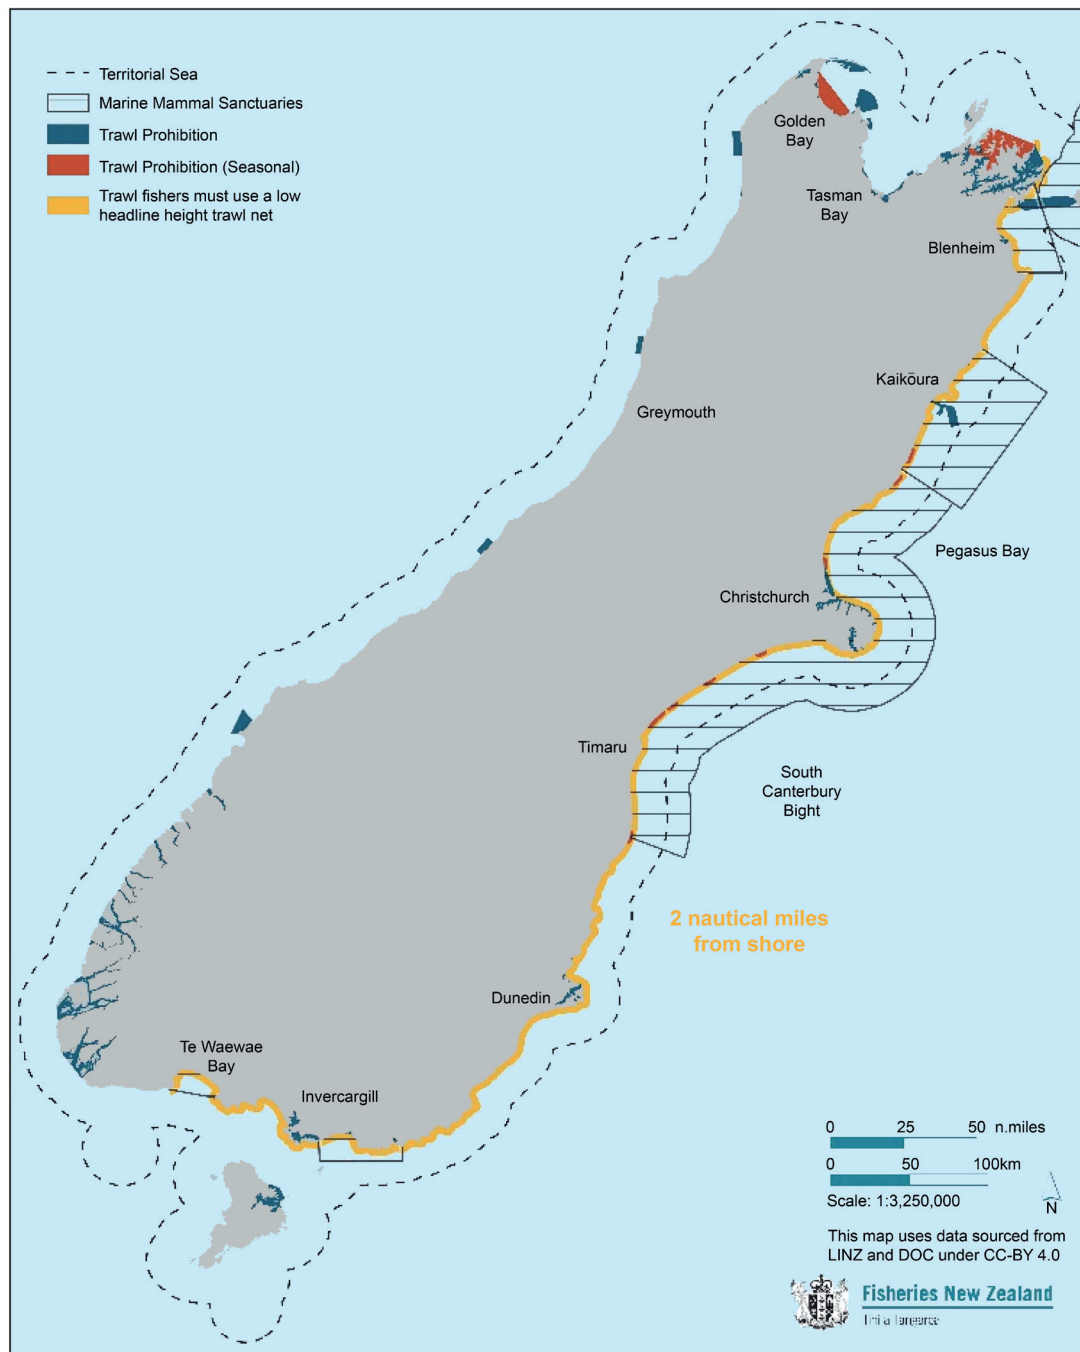 Territorial Sea
Marine Mammal Sanctuaries
Trawl Prohibition
Trawl Prohibition (Seasonal)
Trawl fishers must use a low
headline height trawl net
Golden
Bay
Tasman
Bay
Blenheim
Kaikōura
Greymouth
Pegasus Bay
Christchurch
Timaru
South
Canterbury
Bight
2 nautical miles
from shore
Dunedin
Te Waewae
Bay
Invercargill
0 25 50 n.miles
0 50 100km
Scale: 1:3,250,000
N
This map uses data sourced from
LINZ and DOC under CC-BY 4.0
Fisheries New Zealand